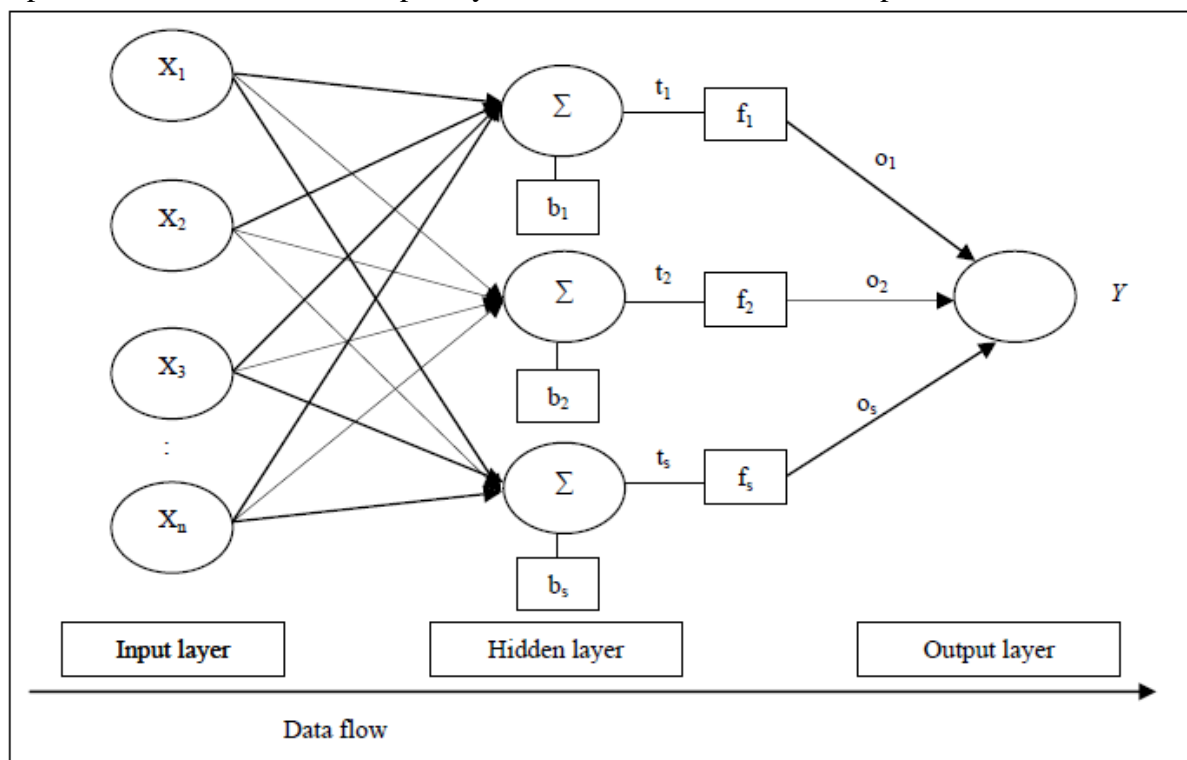 X₁
Σ
t₁
f₁
o₁
b₁
X₂
Σ
t₂
f₂
o₂
Y
b₂
X₃
:
Σ
tₛ
fₛ
oₛ
Xₙ
bₛ
Input layer
Hidden layer
Output layer
Data flow